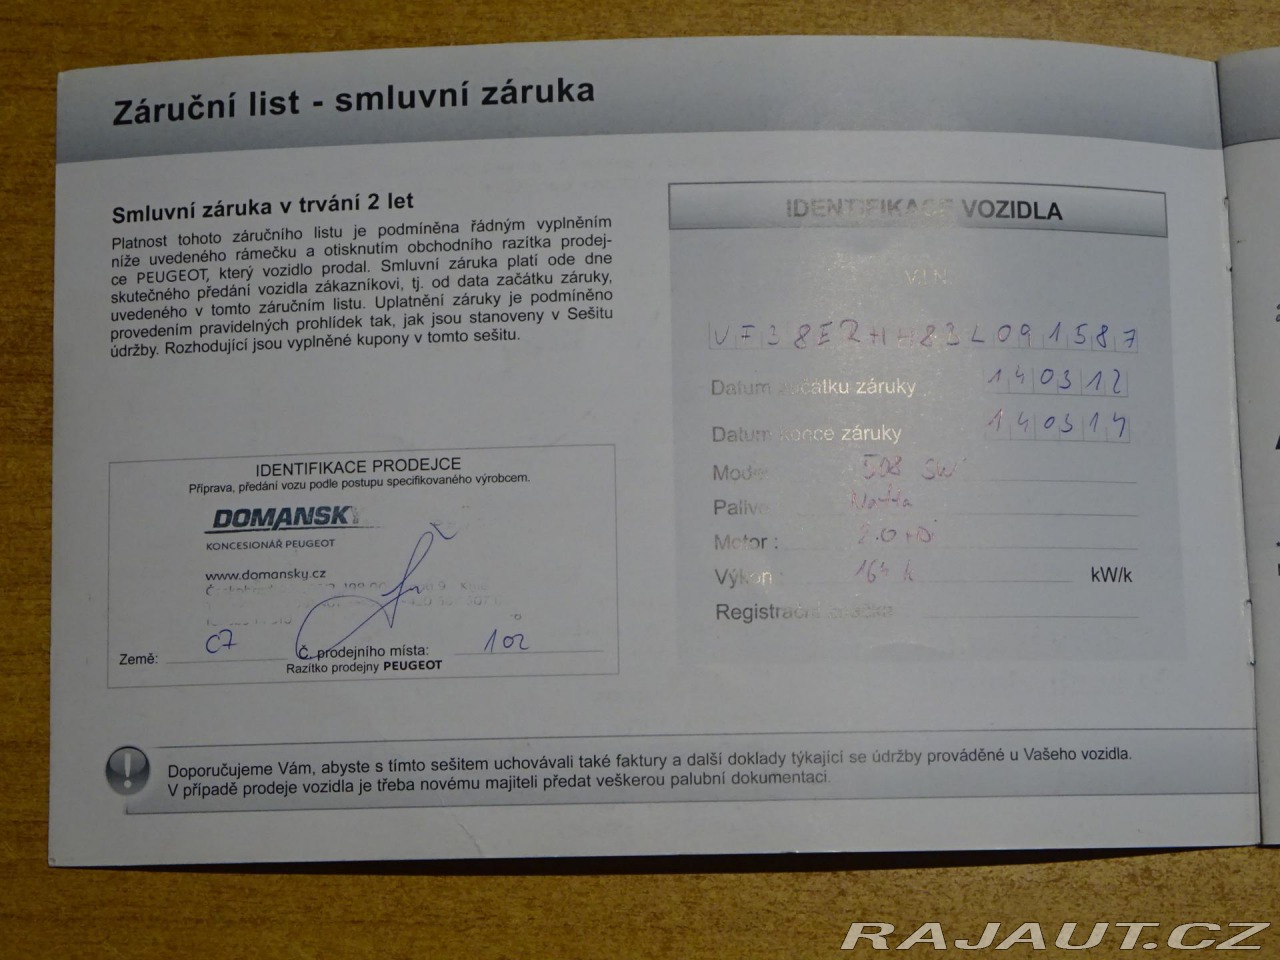 Záruční list - smluvní záruka
Smluvní záruka v trvání 2 let
Platnost tohoto záručního listu je podmíněna řádným vyplněním
níže uvedeného rámečku a otisknutím obchodního razítka prodej-
ce PEUGEOT, který vozidlo prodal. Smluvní záruka platí ode dne
skutečného předání vozidla zákazníkovi, tj. od data začátku záruky,
uvedeného v tomto záručním listu. Uplatnění záruky je podmíněno
provedením pravidelných prohlídek tak, jak jsou stanoveny v Sešitu
údržby. Rozhodující jsou vyplněné kupony v tomto sešitu.
IDENTIFIKACE PRODEJCE
Příprava, předání vozu podle postupu specifikovaného výrobcem.
DOMANSKÝ
KONCESIONÁŘ PEUGEOT
www.domansky.cz
Země: CZ Č. prodejního místa: 102
Razítko prodejny PEUGEOT
IDENTIFIKACE VOZIDLA
V.I.N.
VF38ERHH83L091587
Datum začátku záruky 140312
Datum konce záruky 140314
Model 508 SW
Palivo Nafta
Motor : 2.0 HDi
Výkon : 164 k kW/k
Registrační značka
Doporučujeme Vám, abyste s tímto sešitem uchovávali také faktury a další doklady týkající se údržby prováděné u Vašeho vozidla.
V případě prodeje vozidla je třeba novému majiteli předat veškerou palubní dokumentaci.
RAJAUT.CZ